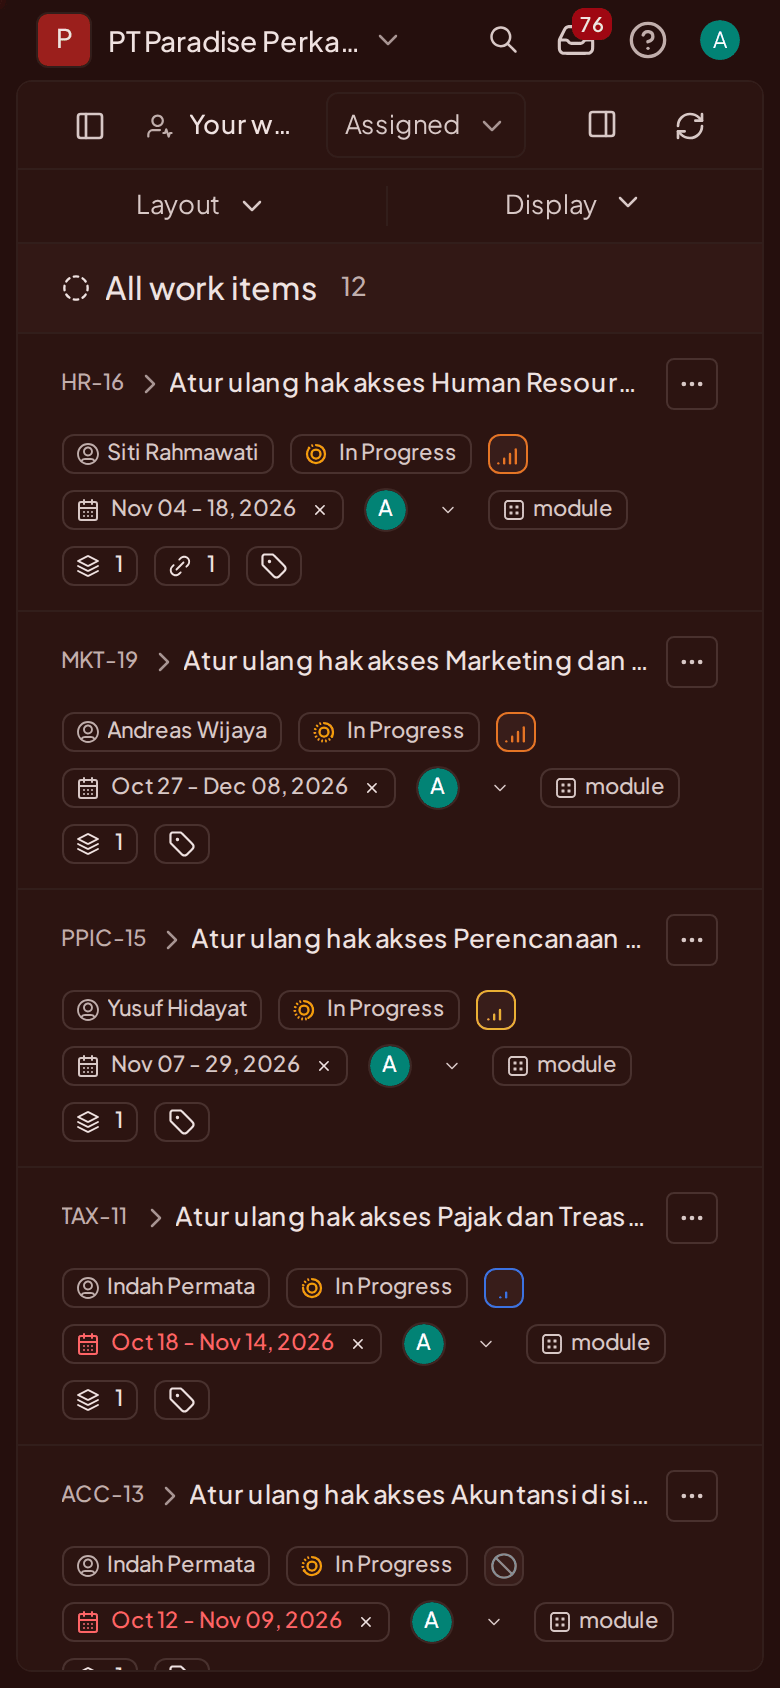 P PT Paradise Perka... 76 A
Your w... Assigned
Layout Display
All work items 12
HR-16 Atur ulang hak akses Human Resour...
Siti Rahmawati In Progress
Nov 04 - 18, 2026 A module
1 1
MKT-19 Atur ulang hak akses Marketing dan ...
Andreas Wijaya In Progress
Oct 27 - Dec 08, 2026 A module
1
PPIC-15 Atur ulang hak akses Perencanaan ...
Yusuf Hidayat In Progress
Nov 07 - 29, 2026 A module
1
TAX-11 Atur ulang hak akses Pajak dan Treas...
Indah Permata In Progress
Oct 18 - Nov 14, 2026 A module
1
ACC-13 Atur ulang hak akses Akuntansi di si...
Indah Permata In Progress
Oct 12 - Nov 09, 2026 A module